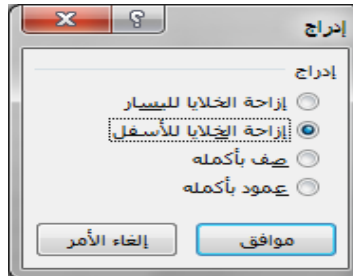 إدراج
إدراج
إزاحة الخلايا لليسار
إزاحة الخلايا للأسفل
صف بأكمله
عمود بأكمله
موافق
إلغاء الأمر